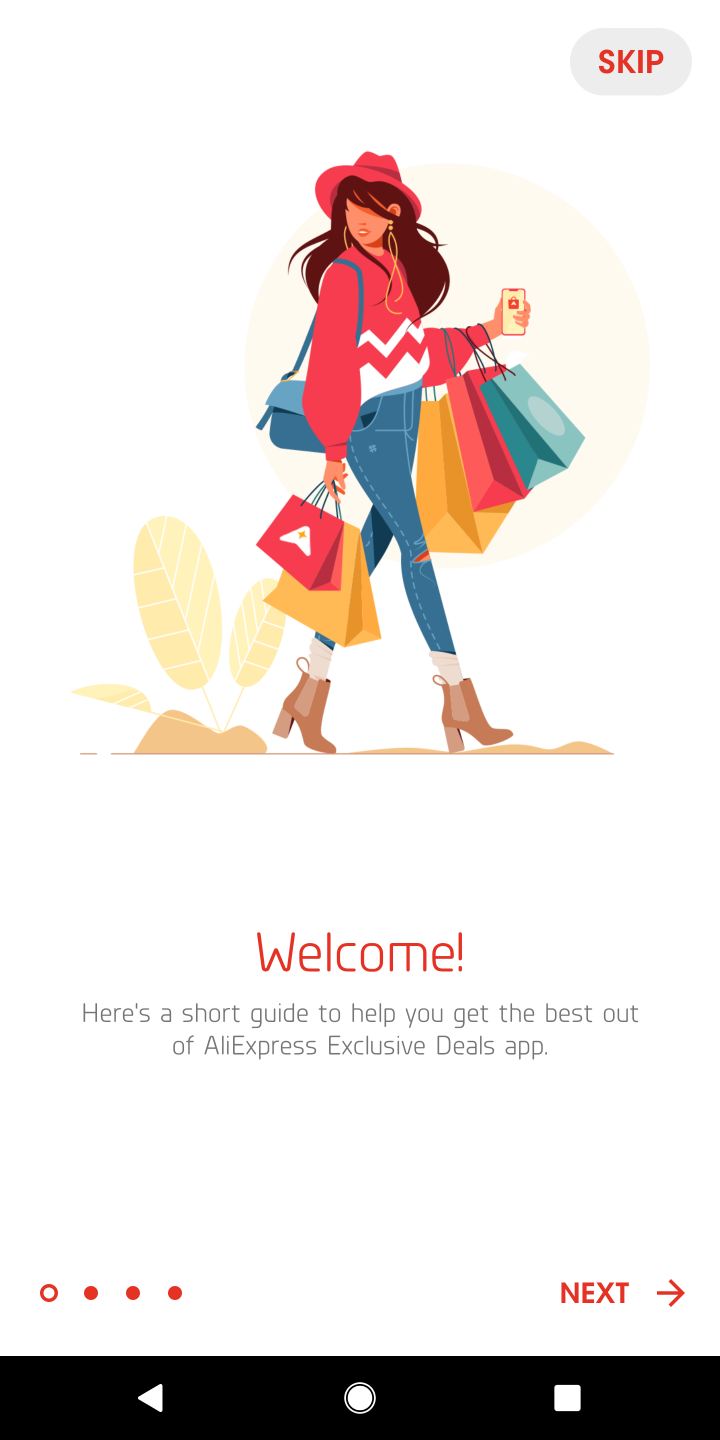 SKIP
Welcome!
Here's a short guide to help you get the best out
of AliExpress Exclusive Deals app.
NEXT